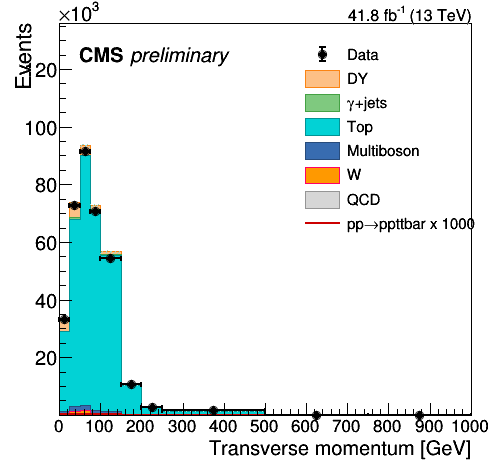 ×10³
41.8 fb⁻¹ (13 TeV)
Events
CMS preliminary
Data
DY
γ+jets
Top
Multiboson
W
QCD
pp→ppttbar x 1000
120
100
80
60
40
20
0 100 200 300 400 500 600 700 800 900 1000
Transverse momentum [GeV]